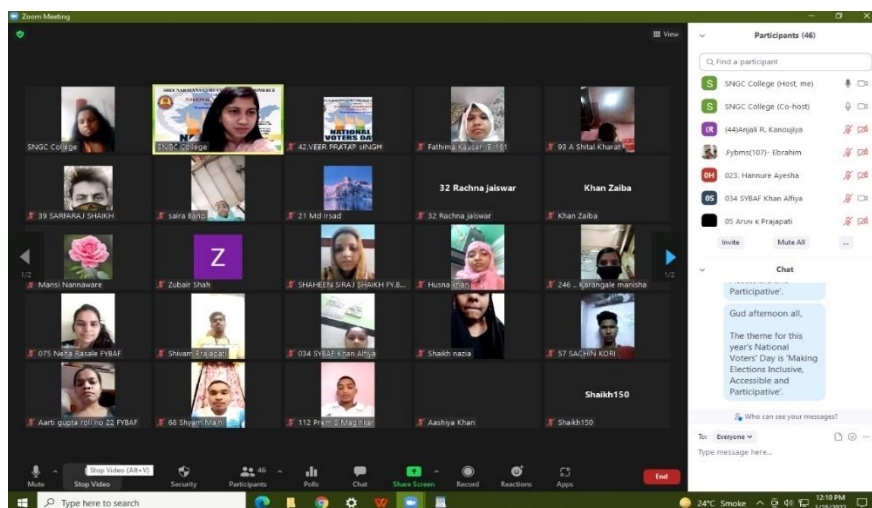 Zoom Meeting
View
Participants (46)
Find a participant
SNGC College (Host, me)
SNGC College (Co-host)
(44)Anjali R. Kanoujiya
.Fybms(107)- Ebrahim
023. Hannure Ayesha
034 SYBAF Khan Alfiya
05 Arun K Prajapati
Invite
Mute All
...
Chat
Participative'.
Gud afternoon all,
The theme for this
year's National
Voters' Day is 'Making
Elections Inclusive,
Accessible and
Participative'.
Who can see your messages?
To: Everyone
Type message here...
SNGC College
SNGC College
NATIONAL
VOTERS DAY
42.VEER PRATAP SINGH
Fathima Kausar
93 A Shital Kharat
39 SARFARAJ SHAIKH
saira Bano
21 Md Irsad
32 Rachna jaiswar
32 Rachna jaiswar
Khan Zaiba
Khan Zaiba
1/2
Mansi Nannaware
Z
Zubair Shah
SHAHEEN SIRAJ SHAIKH FY.B...
Husna khan
246 .. Karangale manisha
1/2
075 Neha Rasale FYBAF
Shivam Prajapati
034 SYBAF Khan Alfiya
Shaikh nazia
57 SACHIN KORI
Aarti gupta roll no 22 FYBAF
68 Shyam Majhi
112 Prem
Aashiya Khan
Shaikh150
Shaikh150
Stop Video (Alt+V)
Mute
Stop Video
Security
46
Participants
Polls
Chat
Share Screen
Record
Reactions
Apps
End
Type here to search
24°C Smoke
12:10 PM